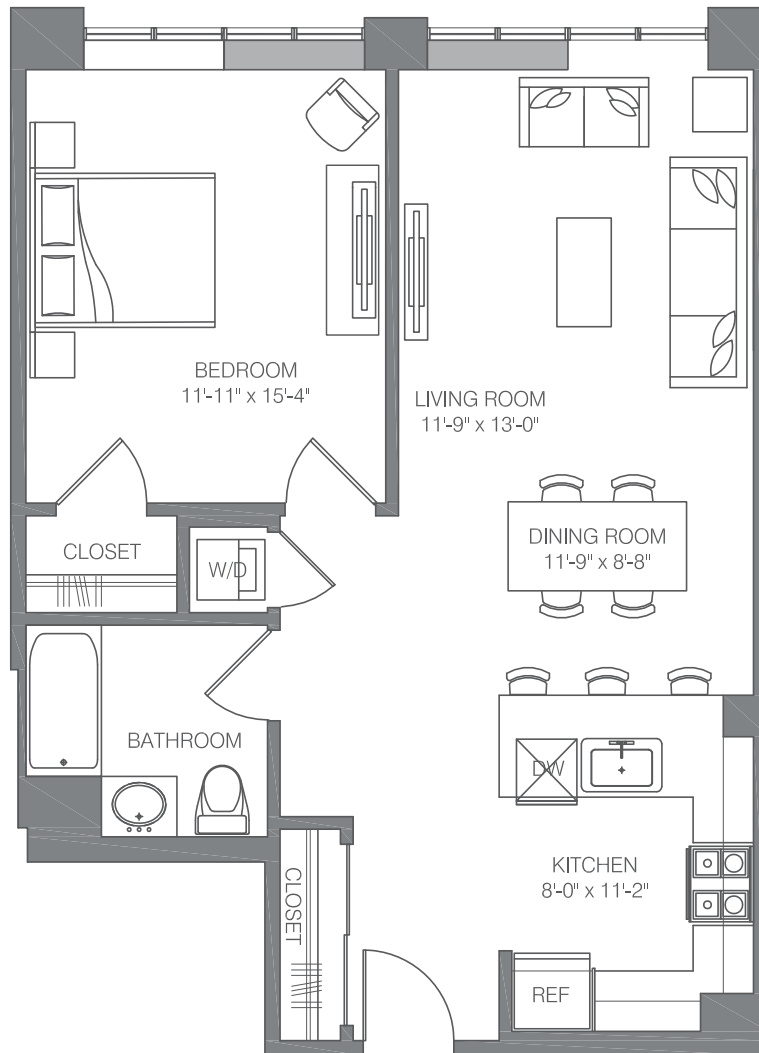 BEDROOM
11'-11" x 15'-4"
LIVING ROOM
11'-9" x 13'-0"
CLOSET
W/D
DINING ROOM
11'-9" x 8'-8"
BATHROOM
DW
KITCHEN
8'-0" x 11'-2"
CLOSET
REF